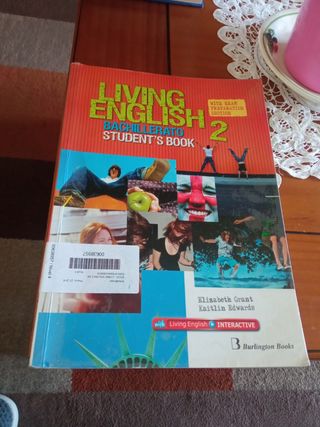 LIVING
ENGLISH 2
WITH EXAM
PREPARATION
SECTION
BACHILLERATO
STUDENT'S BOOK
Elizabeth Grant
Kaitlin Edwards
with Living English INTERACTIVE
Burlington Books